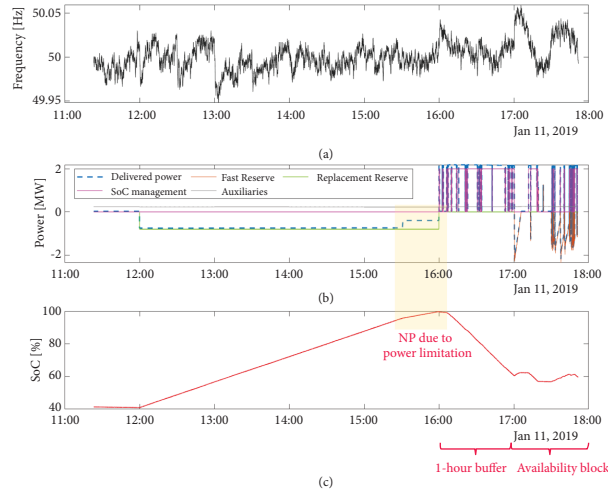 50.05
50
49.95
Frequency [Hz]
11:00 12:00 13:00 14:00 15:00 16:00 17:00 18:00
Jan 11, 2019
(a)
2
0
-2
Power [MW]
Delivered power Fast Reserve Replacement Reserve
SoC management Auxiliaries
11:00 12:00 13:00 14:00 15:00 16:00 17:00 18:00
Jan 11, 2019
(b)
100
80
60
40
SoC [%]
NP due to
power limitation
11:00 12:00 13:00 14:00 15:00 16:00 17:00 18:00
Jan 11, 2019
1-hour buffer Availability block
(c)